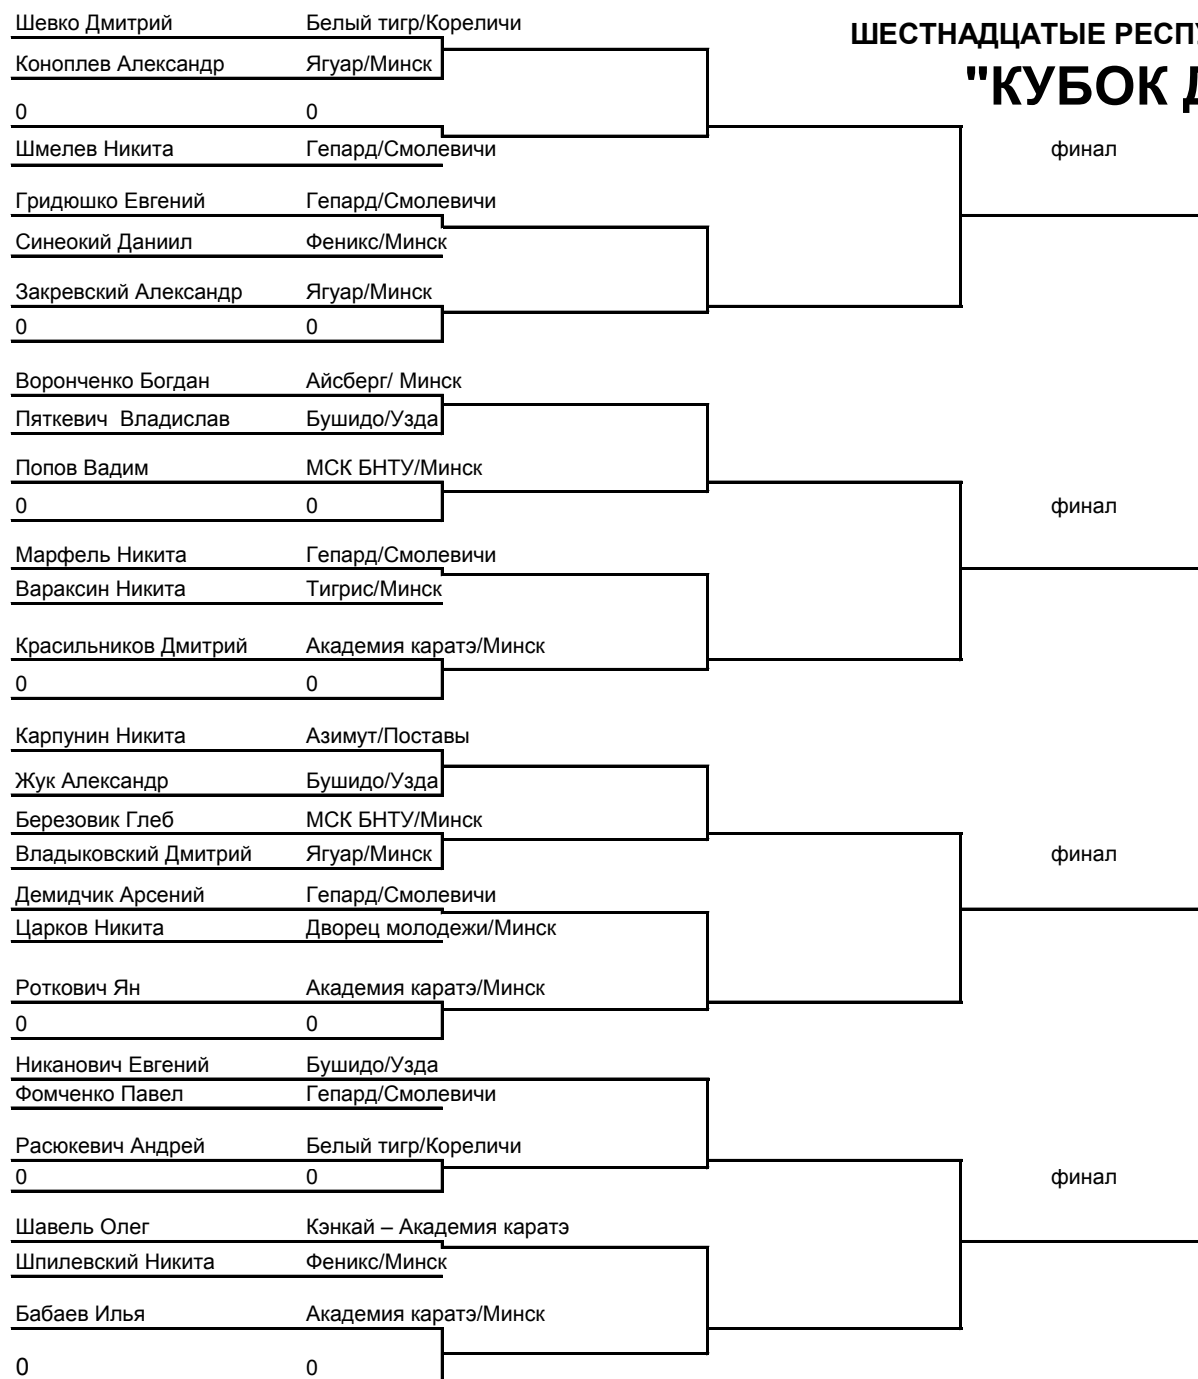 Шевко Дмитрий Белый тигр/Кореличи
ШЕСТНАДЦАТЫЕ
Коноплев Александр Ягуар/Минск
"КУБОК
0 0
Шмелев Никита Гепард/Смолевичи финал
Гридюшко Евгений Гепард/Смолевичи
Синеокий Даниил Феникс/Минск
Закревский Александр Ягуар/Минск
0 0
Воронченко Богдан Айсберг/ Минск
Пяткевич Владислав Бушидо/Узда
Попов Вадим МСК БНТУ/Минск
0 0 финал
Марфель Никита Гепард/Смолевичи
Вараксин Никита Тигрис/Минск
Красильников Дмитрий Академия каратэ/Минск
0 0
Карпунин Никита Азимут/Поставы
Жук Александр Бушидо/Узда
Березовик Глеб МСК БНТУ/Минск
Владыковский Дмитрий Ягуар/Минск финал
Демидчик Арсений Гепард/Смолевичи
Царков Никита Дворец молодежи/Минск
Роткович Ян Академия каратэ/Минск
0 0
Никанович Евгений Бушидо/Узда
Фомченко Павел Гепард/Смолевичи
Расюкевич Андрей Белый тигр/Кореличи
0 0 финал
Шавель Олег Кэнкай – Академия каратэ
Шпилевский Никита Феникс/Минск
Бабаев Илья Академия каратэ/Минск
0 0